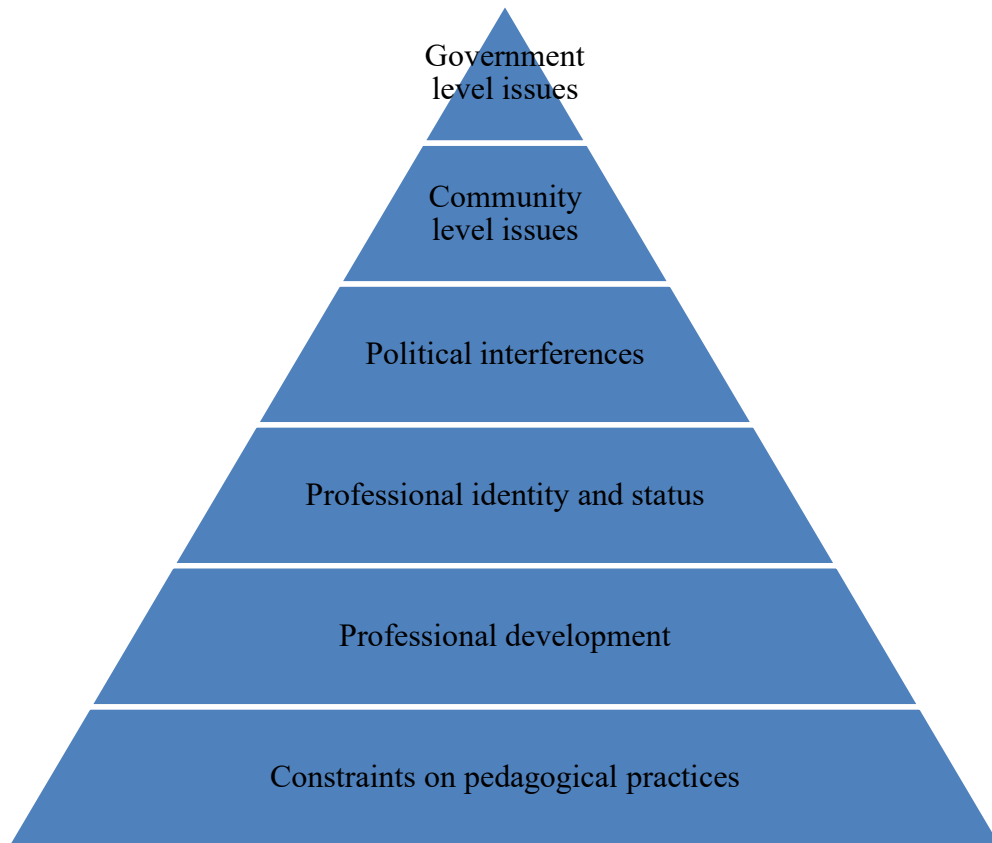 Government
level issues
Community
level issues
Political interferences
Professional identity and status
Professional development
Constraints on pedagogical practices